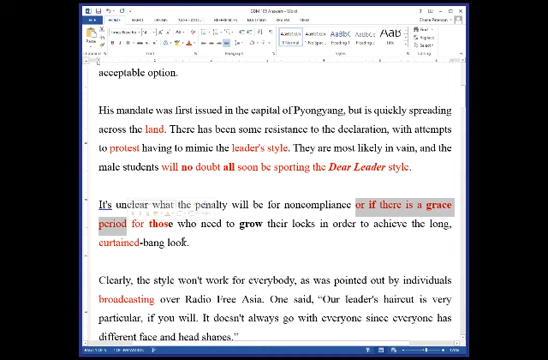 acceptable option.
His mandate was first issued in the capital of Pyongyang, but is quickly spreading
across the land. There has been some resistance to the declaration, with attempts
to protest having to mimic the leader's style. They are most likely in vain, and the
male students will no doubt all soon be sporting the Dear Leader style.
It's unclear what the penalty will be for noncompliance or if there is a grace
period for those who need to grow their locks in order to achieve the long,
curtained-bang look.
Clearly, the style won't work for everybody, as was pointed out by individuals
broadcasting over Radio Free Asia. One said, “Our leader's haircut is very
particular, if you will. It doesn't always go with everyone since everyone has
different face and head shapes.”